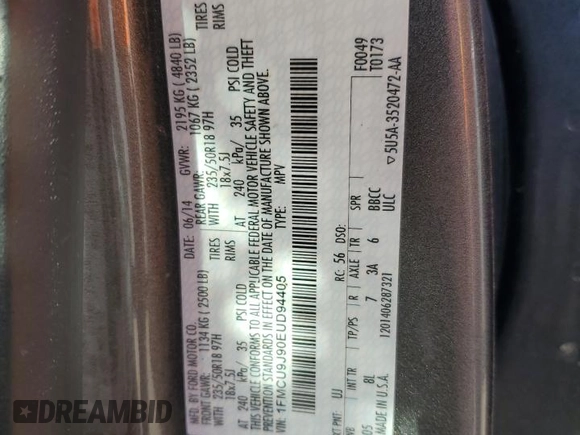 MFD. BY FORD MOTOR CO.
DATE: 06/14 GVWR: 2195 KG ( 4840 LB)
FRONT GAWR: 1134 KG ( 2500 LB) REAR GAWR: 1067 KG ( 2352 LB)
WITH 235/50R18 97H TIRES WITH 235/50R18 97H TIRES
18x7.5J RIMS 18x7.5J RIMS
AT 240 kPa/ 35 PSI COLD AT 240 kPa/ 35 PSI COLD
THIS VEHICLE CONFORMS TO ALL APPLICABLE FEDERAL MOTOR VEHICLE SAFETY AND THEFT
PREVENTION STANDARDS IN EFFECT ON THE DATE OF MANUFACTURE SHOWN ABOVE.
VIN: 1FMCU9J90EUD94405 TYPE: MPV
F0049
T0173
EXT PNT: UJ RC: 56 DSO:
INT TR TP/PS R AXLE TR SPR
8L 7 3A 6 BBCC
1201406287321 ULC
MADE IN U.S.A. ▽5U5A-3520472-AA
DREAMBID